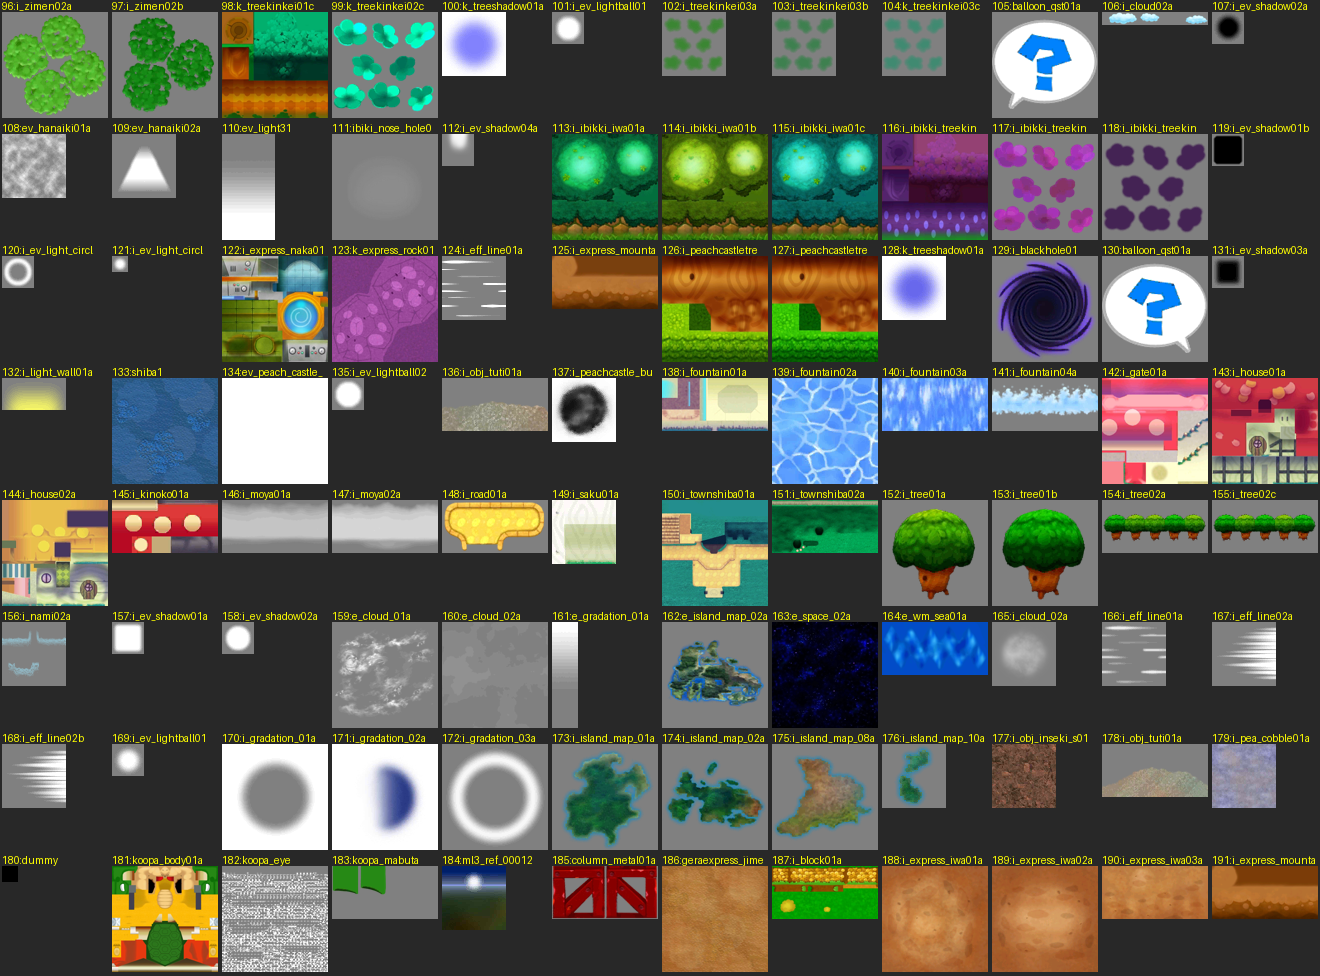 96:i_zimen02a 97:i_zimen02b 98:k_treekinkei01c 99:k_treekinkei02c 100:k_treeshadow01a 101:i_ev_lightball01 102:i_treekinkei03a 103:i_treekinkei03b 104:k_treekinkei03c 105:balloon_qst01a 106:i_cloud02a 107:i_ev_shadow02a
108:ev_hanaiki01a 109:ev_hanaiki02a 110:ev_light31 111:ibiki_nose_hole0 112:i_ev_shadow04a 113:i_ibikki_iwa01a 114:i_ibikki_iwa01b 115:i_ibikki_iwa01c 116:i_ibikki_treekin 117:i_ibikki_treekin 118:i_ibikki_treekin 119:i_ev_shadow01b
120:i_ev_light_circl 121:i_ev_light_circl 122:i_express_naka01 123:k_express_rock01 124:i_eff_line01a 125:i_express_mounta 126:i_peachcastletre 127:i_peachcastletre 128:k_treeshadow01a 129:i_blackhole01 130:balloon_qst01a 131:i_ev_shadow03a
132:i_light_wall01a 133:shiba1 134:ev_peach_castle_ 135:i_ev_lightball02 136:i_obj_tuti01a 137:i_peachcastle_bu 138:i_fountain01a 139:i_fountain02a 140:i_fountain03a 141:i_fountain04a 142:i_gate01a 143:i_house01a
144:i_house02a 145:i_kinoko01a 146:i_moya01a 147:i_moya02a 148:i_road01a 149:i_saku01a 150:i_townshiba01a 151:i_townshiba02a 152:i_tree01a 153:i_tree01b 154:i_tree02a 155:i_tree02c
156:i_nami02a 157:i_ev_shadow01a 158:i_ev_shadow02a 159:e_cloud_01a 160:e_cloud_02a 161:e_gradation_01a 162:e_island_map_02a 163:e_space_02a 164:e_wm_sea01a 165:i_cloud_02a 166:i_eff_line01a 167:i_eff_line02a
168:i_eff_line02b 169:i_ev_lightball01 170:i_gradation_01a 171:i_gradation_02a 172:i_gradation_03a 173:i_island_map_01a 174:i_island_map_02a 175:i_island_map_08a 176:i_island_map_10a 177:i_obj_inseki_s01 178:i_obj_tuti01a 179:i_pea_cobble01a
180:dummy 181:koopa_body01a 182:koopa_eye 183:koopa_mabuta 184:ml3_ref_00012 185:column_metal01a 186:geraexpress_jime 187:i_block01a 188:i_express_iwa01a 189:i_express_iwa02a 190:i_express_iwa03a 191:i_express_mounta